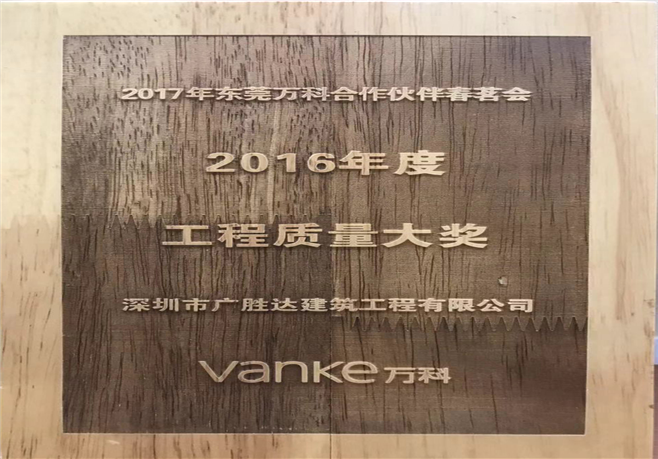 2017年东莞万科合作伙伴春茗会
2016年度
工程质量大奖
深圳市广胜达建筑工程有限公司
vanke万科